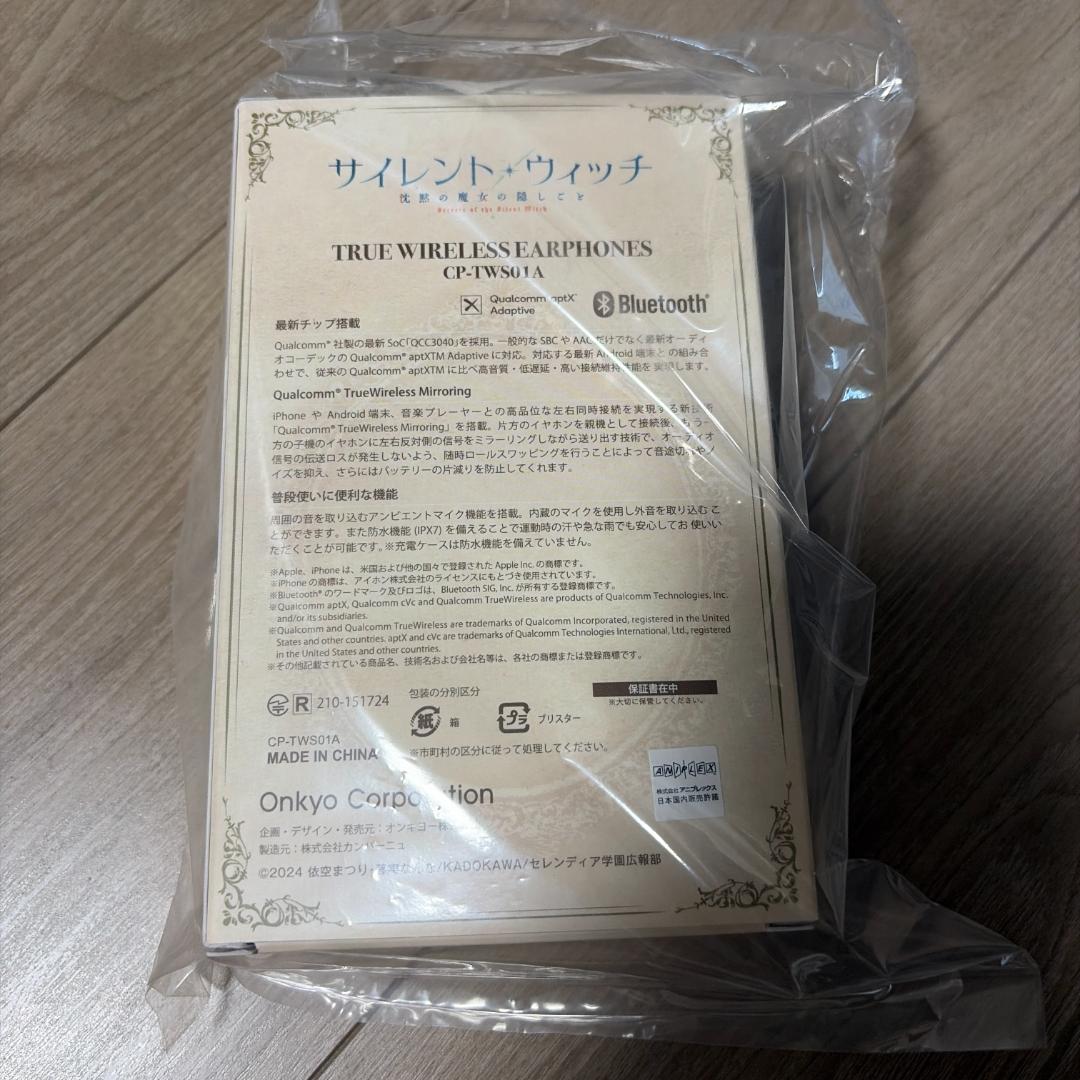 サイレント・ウィッチ
沈黙の魔女の隠しごと
Secrets of the Silent Witch
TRUE WIRELESS EARPHONES
CP-TWS01A
Qualcomm aptX™
Adaptive
Bluetooth®
最新チップ搭載
Qualcomm® 社製の最新 SoC「QCC3040」を採用。一般的な SBC や AAC だけでなく最新オーディ
オコーデックの Qualcomm® aptXTM Adaptive に対応。対応する最新 Android 端末との組み合
わせで、従来の Qualcomm® aptXTM に比べ高音質・低遅延・高い接続維持性能を実現します。
Qualcomm® TrueWireless Mirroring
iPhone や Android 端末、音楽プレーヤーとの高品位な左右同時接続を実現する新技術
「Qualcomm® TrueWireless Mirroring」を搭載。片方のイヤホンを親機として接続後、もう一
方の子機のイヤホンに左右反対側の信号をミラーリングしながら送り出す技術で、オーディオ
信号の伝送ロスが発生しないよう、随時ロールスワッピングを行うことによって音途切れやノ
イズを抑え、さらにはバッテリーの片減りを防止してくれます。
普段使いに便利な機能
周囲の音を取り込むアンビエントマイク機能を搭載。内蔵のマイクを使用し外音を取り込むこ
とができます。また防水機能 (IPX7) を備えることで運動時の汗や急な雨でも安心してお使いい
ただくことが可能です。※充電ケースは防水機能を備えていません。
※Apple、iPhone は、米国および他の国々で登録された Apple Inc. の商標です。
※iPhone の商標は、アイホン株式会社のライセンスにもとづき使用されています。
※Bluetooth® のワードマーク及びロゴは、Bluetooth SIG, Inc. が所有する登録商標です。
※Qualcomm aptX, Qualcomm cVc and Qualcomm TrueWireless are products of Qualcomm Technologies, Inc.
and/or its subsidiaries.
※Qualcomm and Qualcomm TrueWireless are trademarks of Qualcomm Incorporated, registered in the United
States and other countries. aptX and cVc are trademarks of Qualcomm Technologies International, Ltd., registered
in the United States and other countries.
※その他記載されている商品名、技術名および会社名等は、各社の商標または登録商標です。
R 210-151724
包装の分別区分
紙 箱
プラ ブリスター
※市町村の区分に従って処理してください。
保証書在中
※大切に保管してください。
CP-TWS01A
MADE IN CHINA
ANIPLEX
株式会社アニプレックス
日本国内販売許諾
Onkyo Corporation
企画・デザイン・発売元：オンキヨー株
製造元：株式会社カンパーニュ
©2024 依空まつり・藤実なんな/KADOKAWA/セレンディア学園広報部